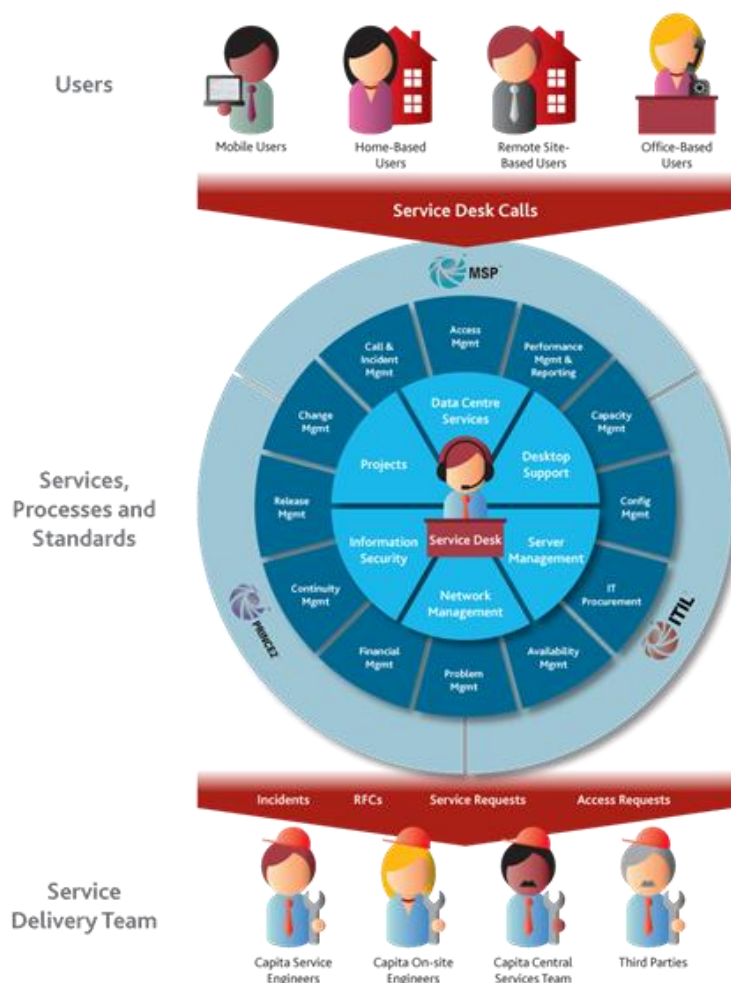 Users
Mobile Users
Home-Based
Users
Remote Site-
Based Users
Office-Based
Users
Service Desk Calls
MSP™
Access
Mgmt
Call &
Incident
Mgmt
Performance
Mgmt &
Reporting
Change
Mgmt
Data Centre
Services
Capacity
Mgmt
Projects
Desktop
Support
Services,
Processes and
Standards
Release
Mgmt
Config
Mgmt
Information
Security
Service Desk
Server
Management
Continuity
Mgmt
Network
Management
IT
Procurement
PRINCE2
ITIL
Financial
Mgmt
Problem
Mgmt
Availability
Mgmt
Incidents
RFCs
Service Requests
Access Requests
Service
Delivery Team
Capita Service
Engineers
Capita On-site
Engineers
Capita Central
Services Team
Third Parties